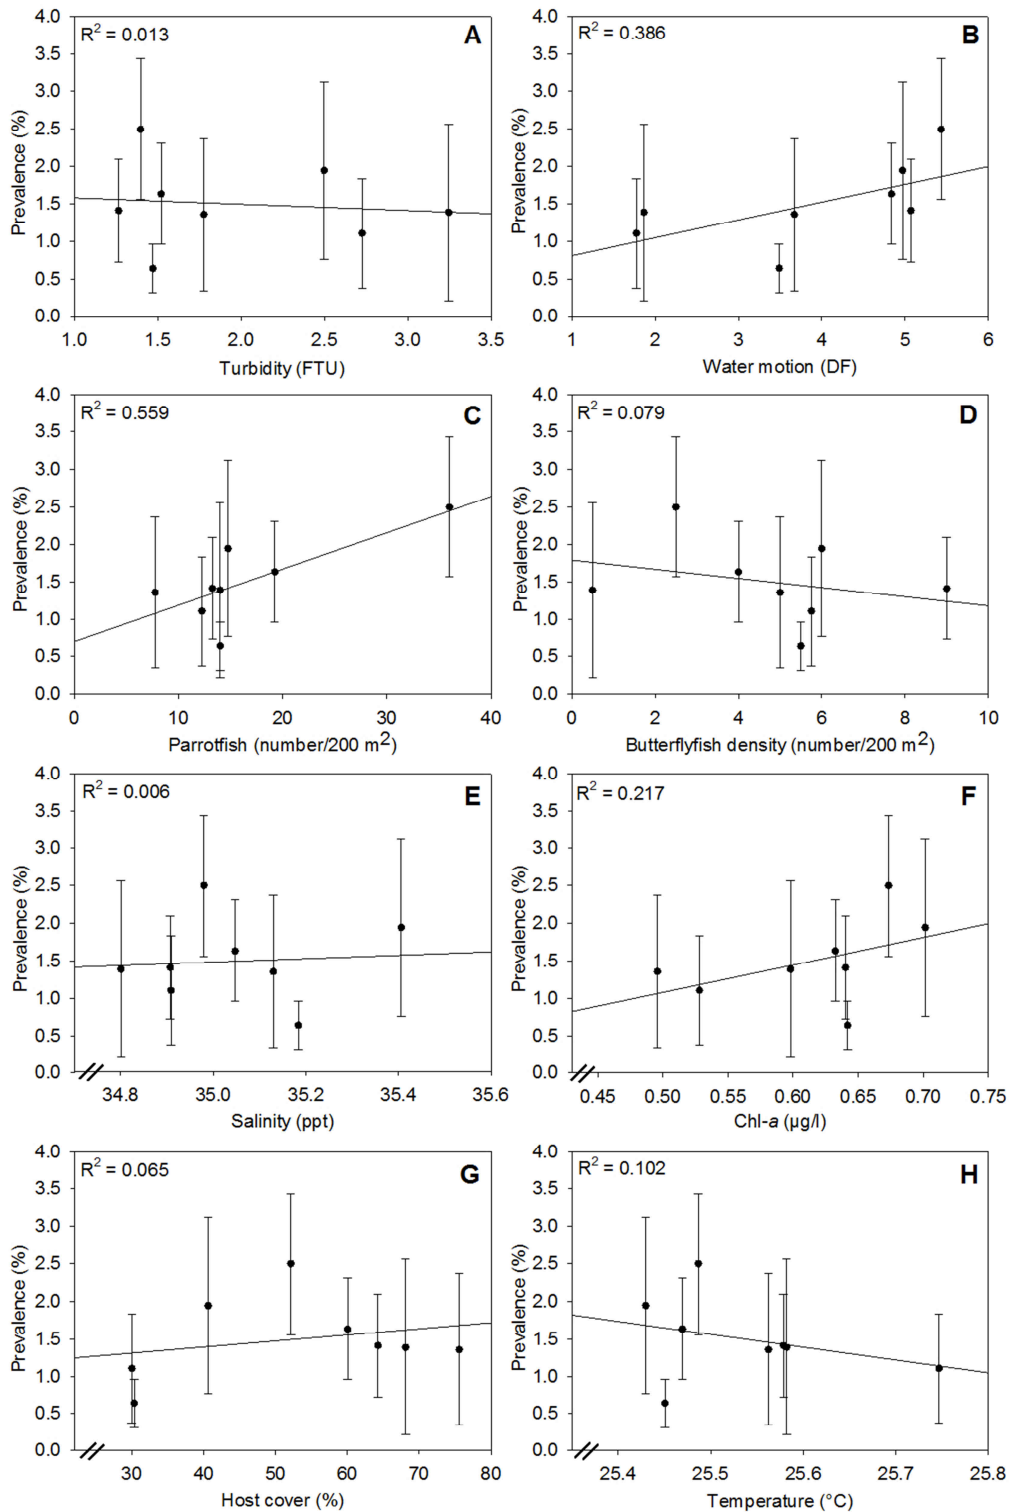 R² = 0.013
A
Prevalence (%)
4.0
3.5
3.0
2.5
2.0
1.5
1.0
0.5
0.0
1.0 1.5 2.0 2.5 3.0 3.5
Turbidity (FTU)
R² = 0.386
B
Prevalence (%)
4.0
3.5
3.0
2.5
2.0
1.5
1.0
0.5
0.0
1 2 3 4 5 6
Water motion (DF)
R² = 0.559
C
Prevalence (%)
4.0
3.5
3.0
2.5
2.0
1.5
1.0
0.5
0.0
0 10 20 30 40
Parrotfish (number/200 m²)
R² = 0.079
D
Prevalence (%)
4.0
3.5
3.0
2.5
2.0
1.5
1.0
0.5
0.0
0 2 4 6 8 10
Butterflyfish density (number/200 m²)
R² = 0.006
E
Prevalence (%)
4.0
3.5
3.0
2.5
2.0
1.5
1.0
0.5
0.0
34.8 35.0 35.2 35.4 35.6
Salinity (ppt)
R² = 0.217
F
Prevalence (%)
4.0
3.5
3.0
2.5
2.0
1.5
1.0
0.5
0.0
0.45 0.50 0.55 0.60 0.65 0.70 0.75
Chl-a (µg/l)
R² = 0.065
G
Prevalence (%)
4.0
3.5
3.0
2.5
2.0
1.5
1.0
0.5
0.0
30 40 50 60 70 80
Host cover (%)
R² = 0.102
H
Prevalence (%)
4.0
3.5
3.0
2.5
2.0
1.5
1.0
0.5
0.0
25.4 25.5 25.6 25.7 25.8
Temperature (°C)